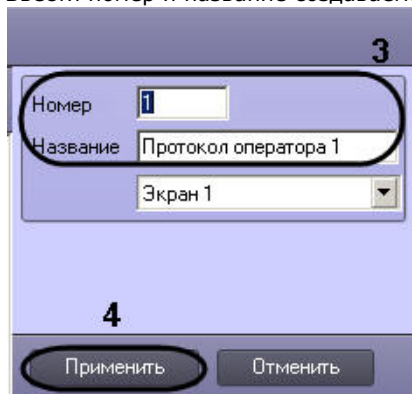 3
Номер 1
Название Протокол оператора 1
Экран 1
4
Применить Отменить